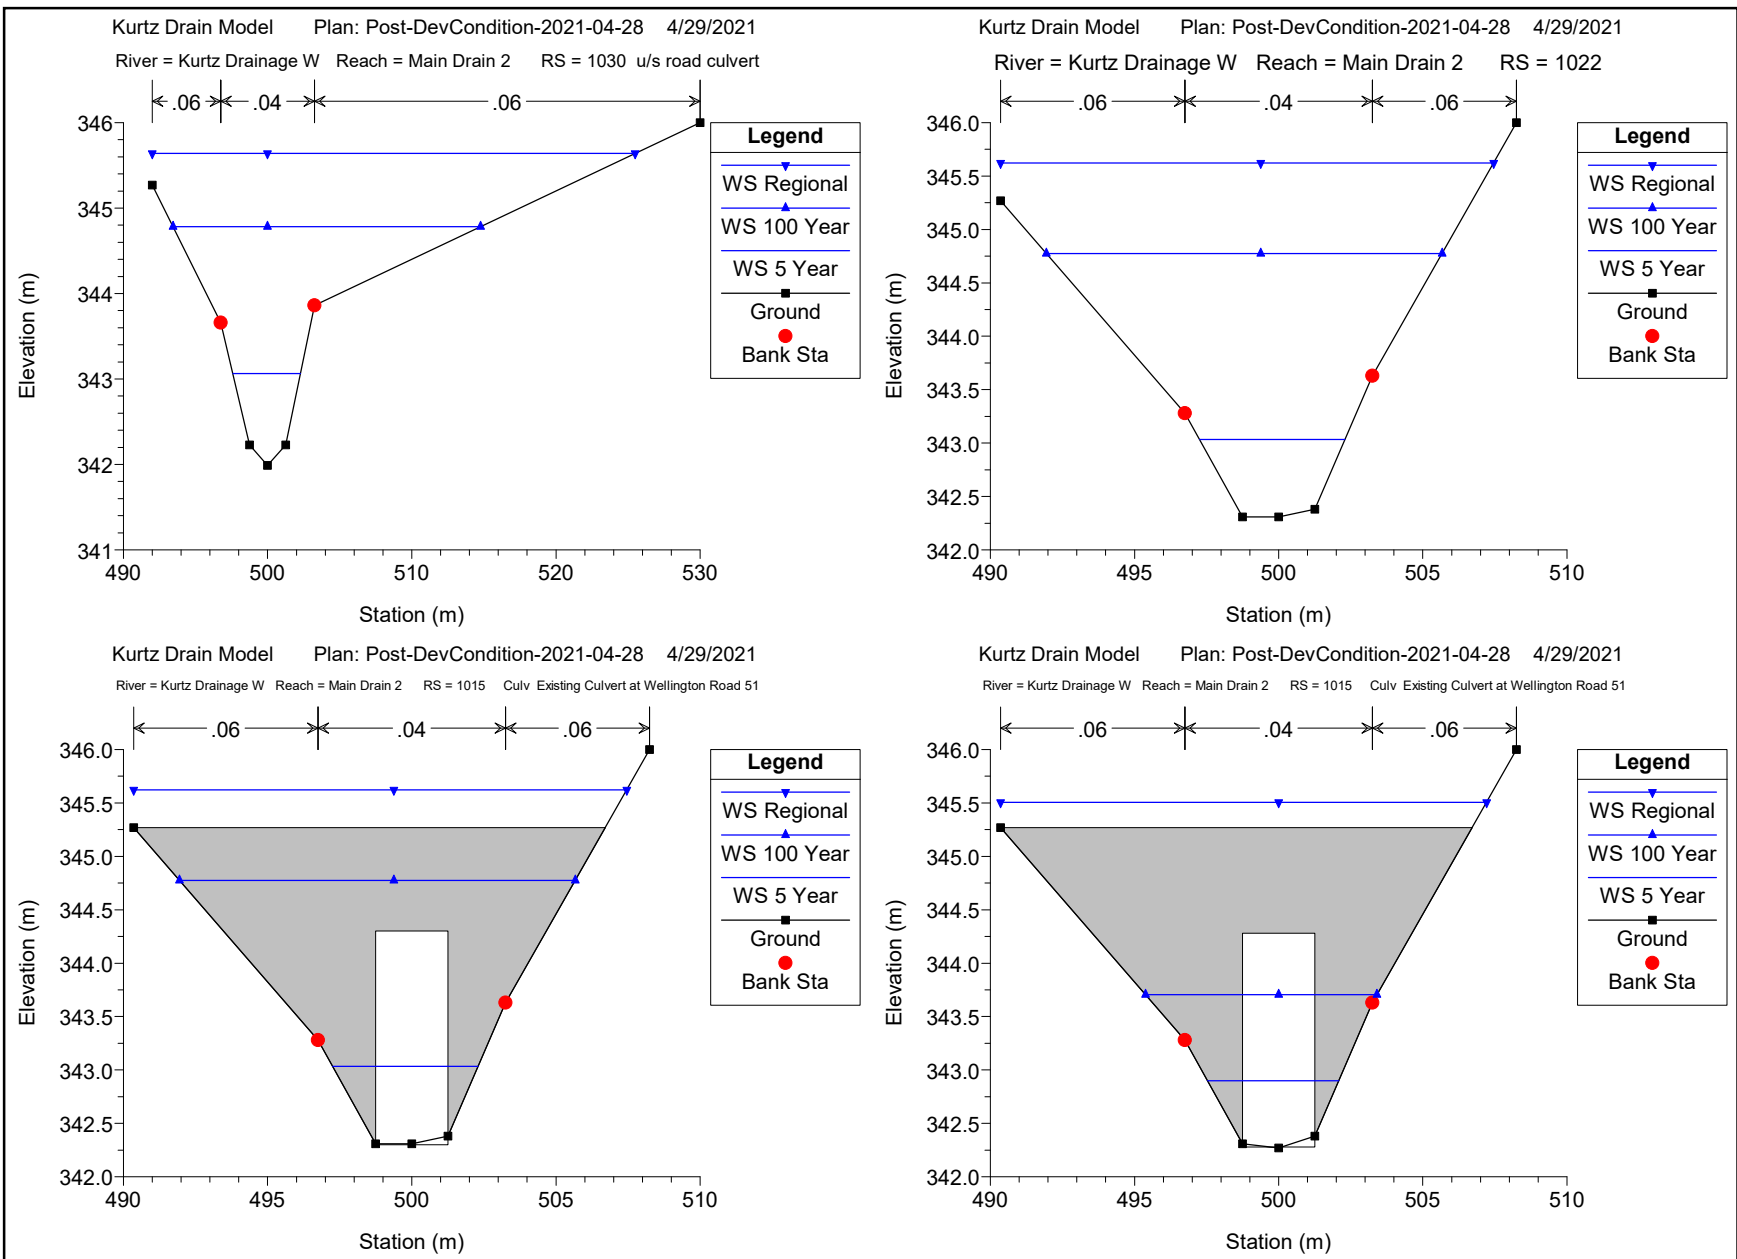 Kurtz Drain Model Plan: Post-DevCondition-2021-04-28 4/29/2021
River = Kurtz Drainage W Reach = Main Drain 2 RS = 1030 u/s road culvert
.06 .04 .06
346
345
344
343
342
341
490 500 510 520 530
Elevation (m)
Station (m)
Legend
WS Regional
WS 100 Year
WS 5 Year
Ground
Bank Sta
Kurtz Drain Model Plan: Post-DevCondition-2021-04-28 4/29/2021
River = Kurtz Drainage W Reach = Main Drain 2 RS = 1022
.06 .04 .06
346.0
345.5
345.0
344.5
344.0
343.5
343.0
342.5
342.0
490 495 500 505 510
Elevation (m)
Station (m)
Legend
WS Regional
WS 100 Year
WS 5 Year
Ground
Bank Sta
Kurtz Drain Model Plan: Post-DevCondition-2021-04-28 4/29/2021
River = Kurtz Drainage W Reach = Main Drain 2 RS = 1015 Culv Existing Culvert at Wellington Road 51
.06 .04 .06
346.0
345.5
345.0
344.5
344.0
343.5
343.0
342.5
342.0
490 495 500 505 510
Elevation (m)
Station (m)
Legend
WS Regional
WS 100 Year
WS 5 Year
Ground
Bank Sta
Kurtz Drain Model Plan: Post-DevCondition-2021-04-28 4/29/2021
River = Kurtz Drainage W Reach = Main Drain 2 RS = 1015 Culv Existing Culvert at Wellington Road 51
.06 .04 .06
346.0
345.5
345.0
344.5
344.0
343.5
343.0
342.5
342.0
490 495 500 505 510
Elevation (m)
Station (m)
Legend
WS Regional
WS 100 Year
WS 5 Year
Ground
Bank Sta